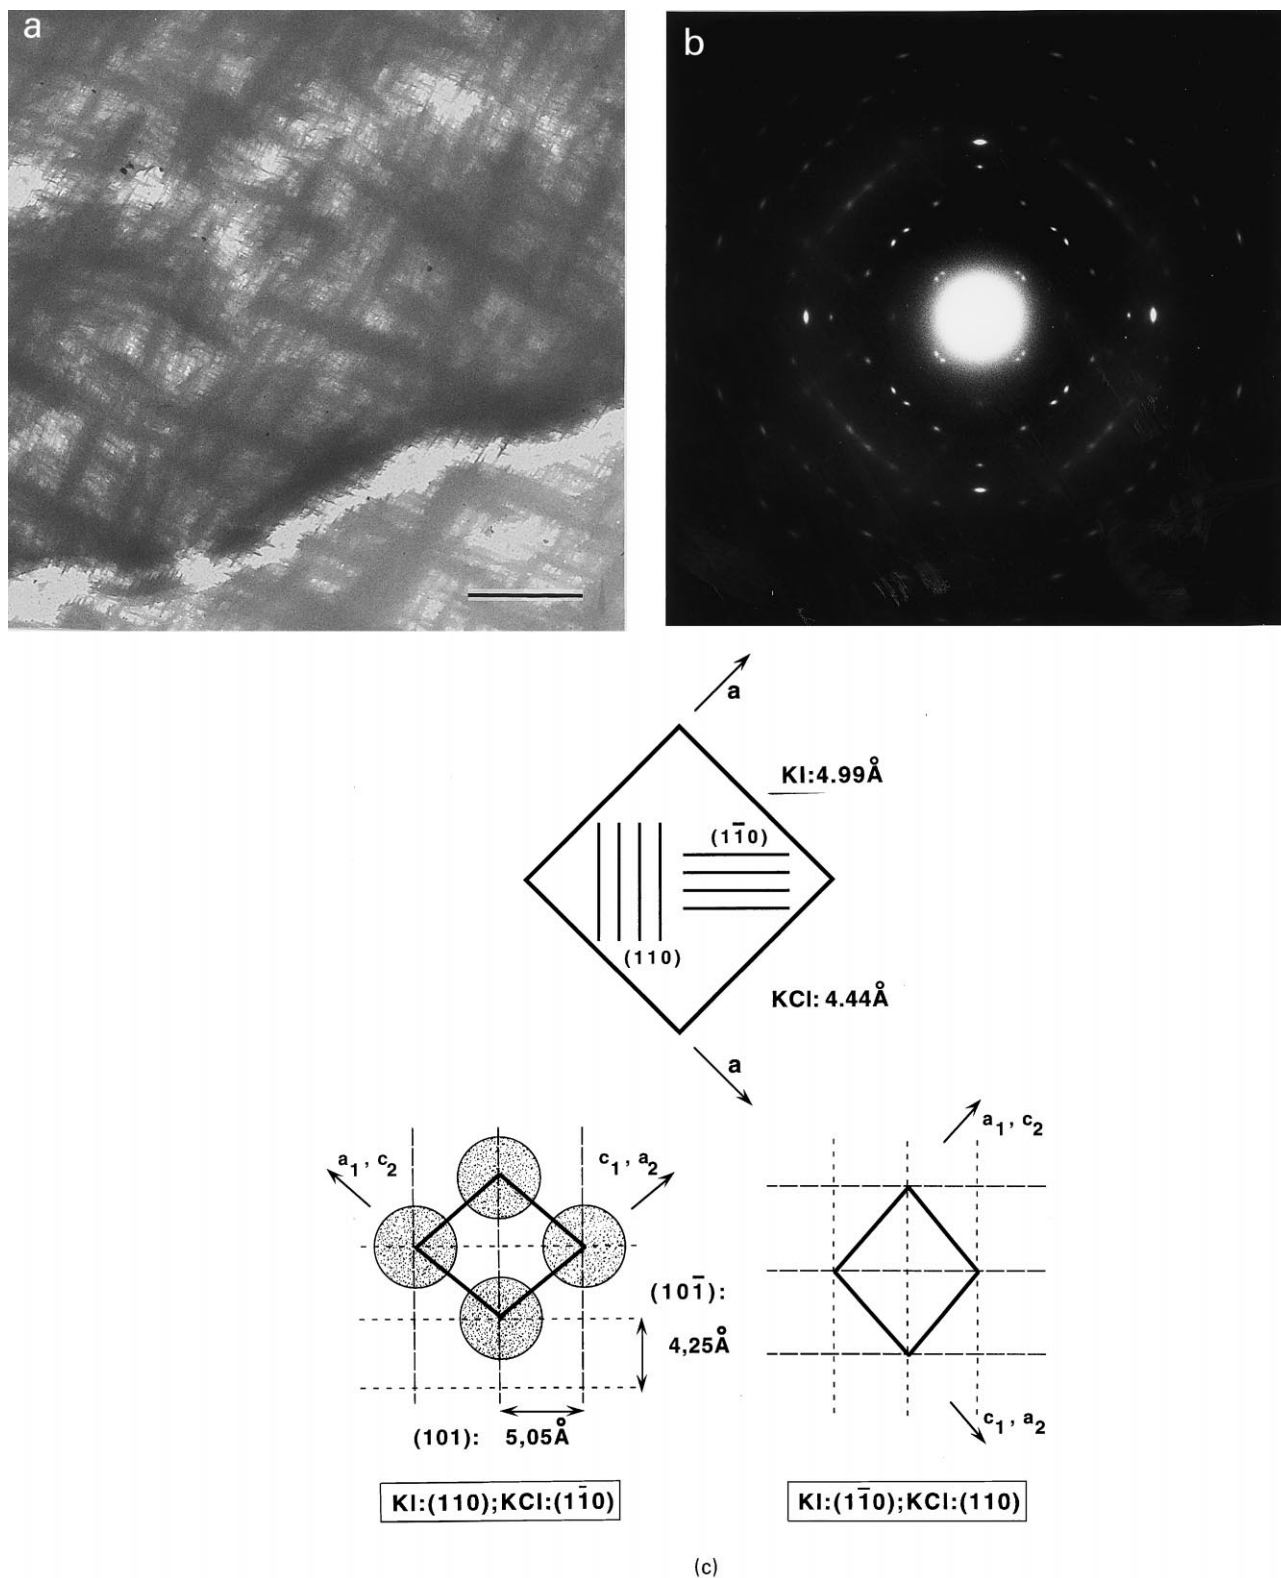 a
b
a
KI:4.99Å
(11̄0)
(110)
KCl: 4.44Å
a
a₁, c₂
c₁, a₂
a₁, c₂
(101̄):
4,25Å
(101): 5,05Å
c₁, a₂
KI:(110);KCl:(11̄0)
KI:(11̄0);KCl:(110)
(c)